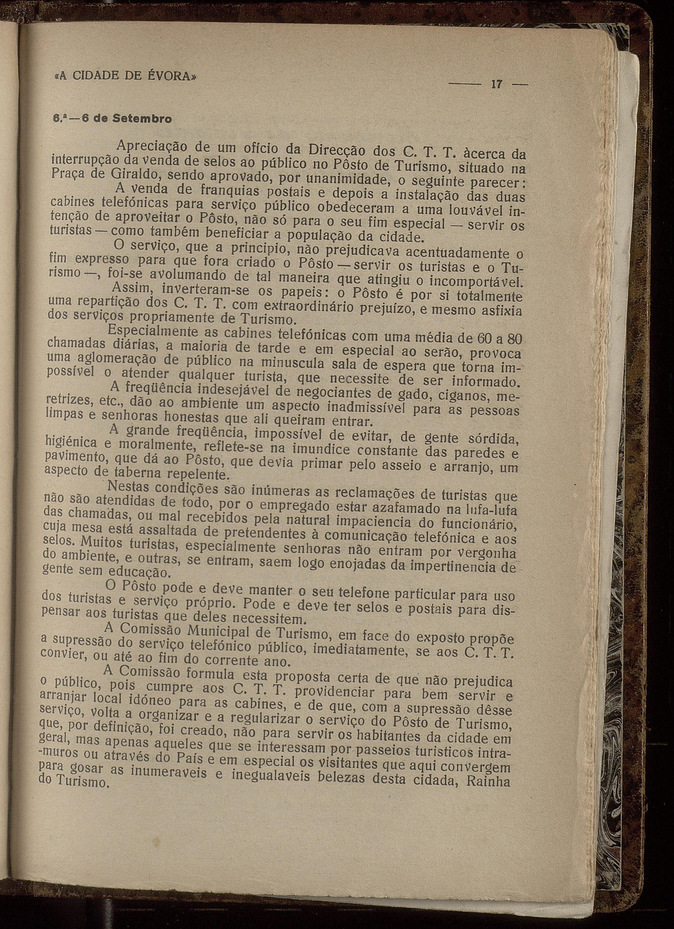 «A CIDADE DE ÉVORA»
—— 17 —
6.ª—6 de Setembro
Apreciação de um ofício da Direcção dos C. T. T. àcerca da
interrupção da venda de selos ao público no Pôsto de Turismo, situado na
Praça de Giraldo, sendo aprovado, por unanimidade, o seguinte parecer:
A venda de franquias postais e depois a instalação das duas
cabines telefónicas para serviço público obedeceram a uma louvável in-
tenção de aproveitar o Pôsto, não só para o seu fim especial — servir os
turistas — como também beneficiar a população da cidade.
O serviço, que a princípio, não prejudicava acentuadamente o
fim expresso para que fora criado o Pôsto — servir os turistas e o Tu-
rismo —, foi-se avolumando de tal maneira que atingiu o incomportável.
Assim, inverteram-se os papeis: o Pôsto é por si totalmente
uma repartição dos C. T. T. com extraordinário prejuízo, e mesmo asfixia
dos serviços propriamente de Turismo.
Especialmente as cabines telefónicas com uma média de 60 a 80
chamadas diárias, a maioria de tarde e em especial ao serão, provoca
uma aglomeração de público na minuscula sala de espera que torna im-
possível o atender qualquer turista, que necessite de ser informado.
A freqüência indesejável de negociantes de gado, ciganos, me-
retrizes, etc., dão ao ambiente um aspecto inadmissível para as pessoas
limpas e senhoras honestas que ali queiram entrar.
A grande freqüência, impossível de evitar, de gente sórdida,
higiénica e moralmente, reflete-se na imundice constante das paredes e
pavimento, que dá ao Pôsto, que devia primar pelo asseio e arranjo, um
aspecto de taberna repelente.
Nestas condições são inúmeras as reclamações de turistas que
não são atendidas de todo, por o empregado estar azafamado na lufa-lufa
das chamadas, ou mal recebidos pela natural impaciencia do funcionário,
cuja mesa está assaltada de pretendentes à comunicação telefónica e aos
selos. Muitos turistas, especialmente senhoras não entram por vergonha
do ambiente, e outras, se entram, saem logo enojadas da impertinencia de
gente sem educação.
O Pôsto pode e deve manter o seu telefone particular para uso
dos turistas e serviço próprio. Pode e deve ter selos e postais para dis-
pensar aos turistas que deles necessitem.
A Comissão Municipal de Turismo, em face do exposto propõe
a supressão do serviço telefónico público, imediatamente, se aos C. T. T.
convier, ou até ao fim do corrente ano.
A Comissão formula esta proposta certa de que não prejudica
o público, pois cumpre aos C. T. T. providenciar para bem servir e
arranjar local idóneo para as cabines, e de que, com a supressão dêsse
serviço, volta a organizar e a regularizar o serviço do Pôsto de Turismo,
que, por definição, foi creado, não para servir os habitantes da cidade em
geral, mas apenas aqueles que se interessam por passeios turisticos intra-
-muros ou através do País e em especial os visitantes que aqui convergem
para gosar as inumeraveis e inegualaveis belezas desta cidade, Rainha
do Turismo.